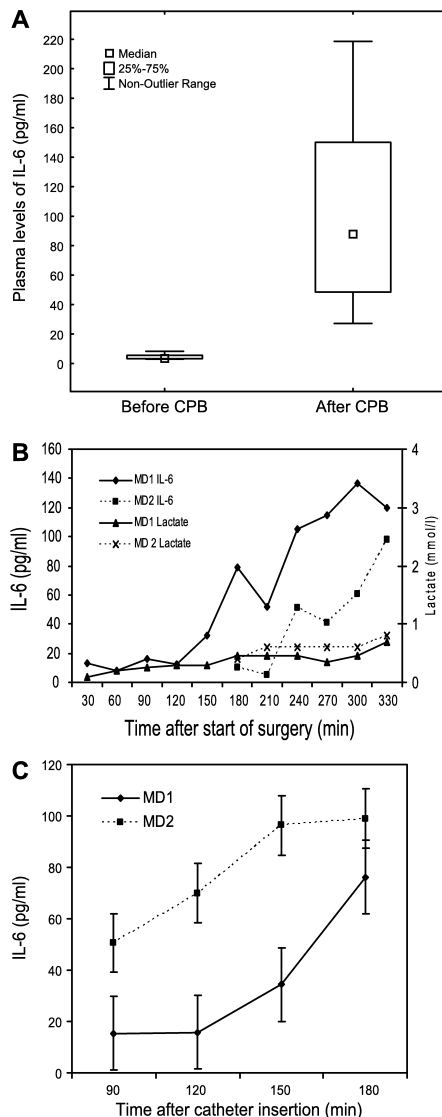 A
Plasma levels of IL-6 (pg/ml)
220
200
180
160
140
120
100
80
60
40
20
0
Median
25%-75%
Non-Outlier Range
Before CPB
After CPB
B
IL-6 (pg/ml)
160
140
120
100
80
60
40
20
0
MD1 IL-6
MD2 IL-6
MD1 Lactate
MD 2 Lactate
4
3
2
1
0
Lactate (mmol/l)
30 60 90 120 150 180 210 240 270 300 330
Time after start of surgery (min)
C
IL-6 (pg/ml)
120
100
80
60
40
20
0
MD1
MD2
90 120 150 180
Time after catheter insertion (min)